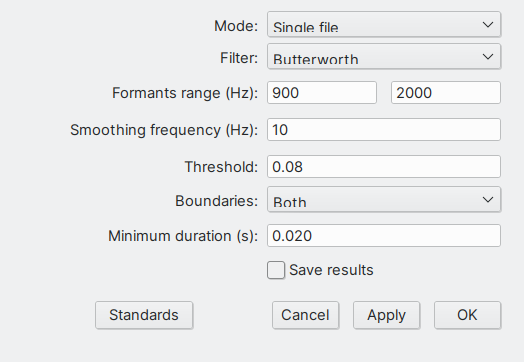 Mode: Single file
Filter: Butterworth
Formants range (Hz): 900 2000
Smoothing frequency (Hz): 10
Threshold: 0.08
Boundaries: Both
Minimum duration (s): 0.020
Save results
Standards Cancel Apply OK